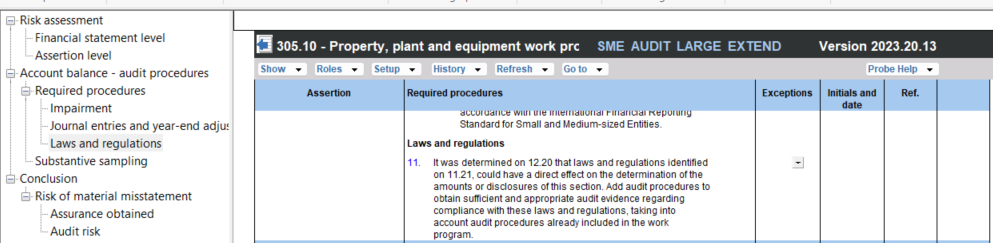 Risk assessment
Financial statement level
Assertion level
Account balance - audit procedures
Required procedures
Impairment
Journal entries and year-end adjus
Laws and regulations
Substantive sampling
Conclusion
Risk of material misstatement
Assurance obtained
Audit risk
305.10 - Property, plant and equipment work prc SME AUDIT LARGE EXTEND Version 2023.20.13
Show Roles Setup History Refresh Go to Probe Help
Assertion Required procedures Exceptions Initials and date Ref.
accordance with the International Financial Reporting
Standard for Small and Medium-sized Entities.
Laws and regulations
11. It was determined on 12.20 that laws and regulations identified
on 11.21, could have a direct effect on the determination of the
amounts or disclosures of this section. Add audit procedures to
obtain sufficient and appropriate audit evidence regarding
compliance with these laws and regulations, taking into
account audit procedures already included in the work
program.